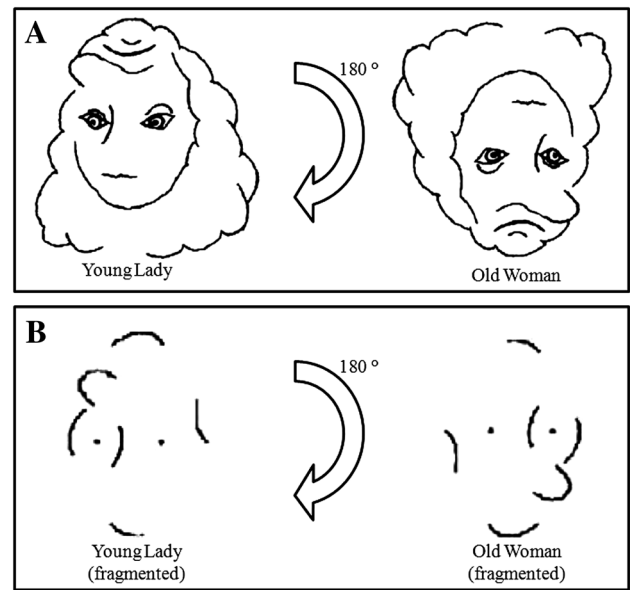 A
180 °
Young Lady
Old Woman
B
180 °
Young Lady
(fragmented)
Old Woman
(fragmented)